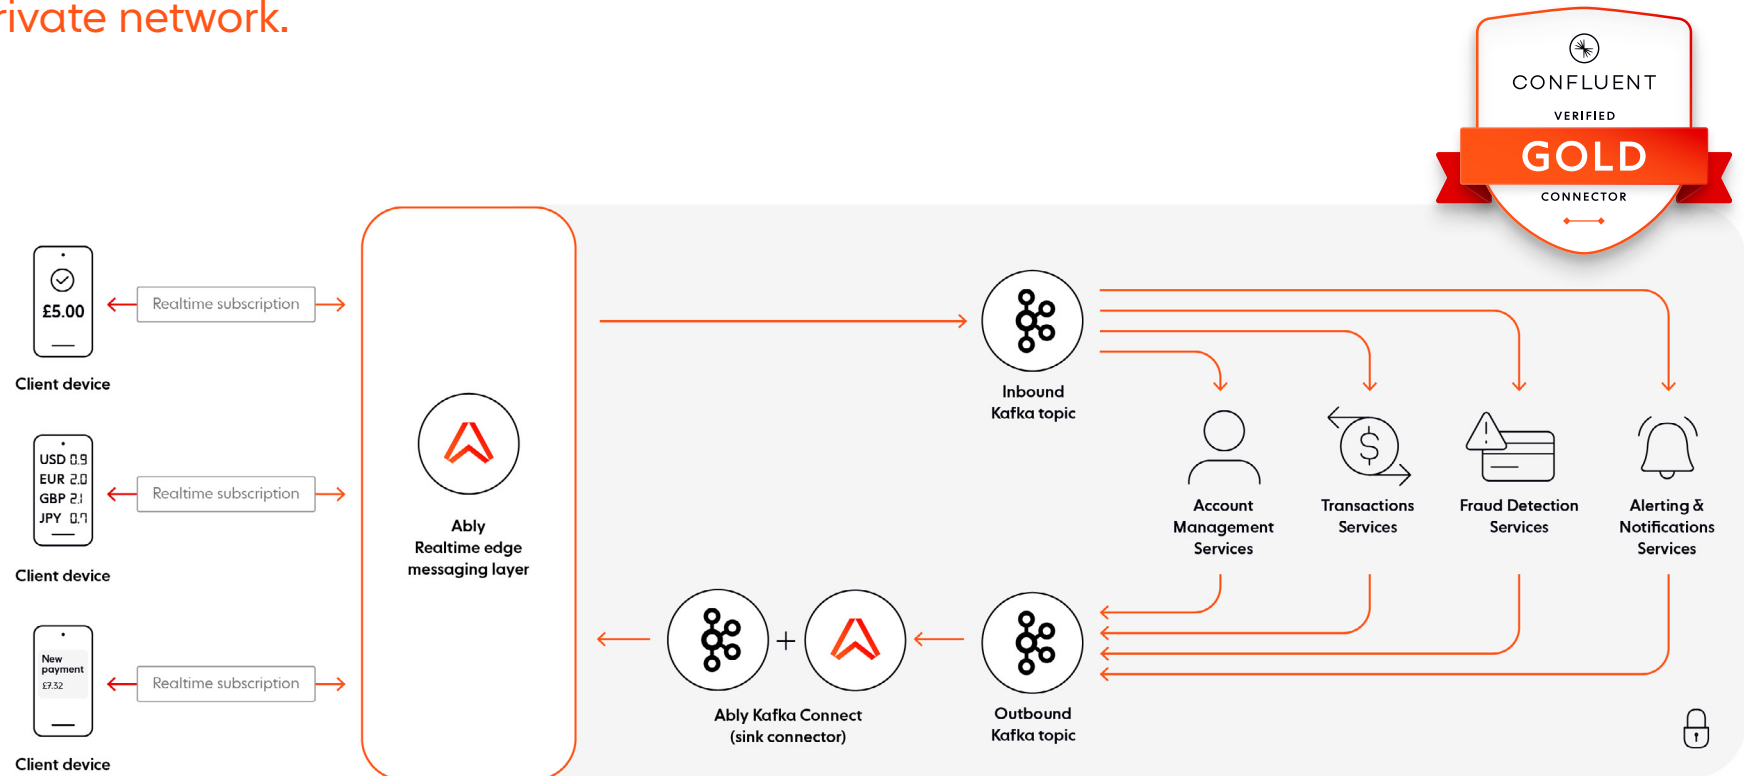 rivate network.
CONFLUENT
VERIFIED
GOLD
CONNECTOR
£5.00
Client device
Realtime subscription
USD 0.9
EUR 2.0
GBP 2.1
JPY 0.7
Client device
Realtime subscription
New
payment
£7.32
Client device
Realtime subscription
Ably
Realtime edge
messaging layer
Inbound
Kafka topic
Account
Management
Services
$
Transactions
Services
Fraud Detection
Services
Alerting &
Notifications
Services
+
Ably Kafka Connect
(sink connector)
Outbound
Kafka topic